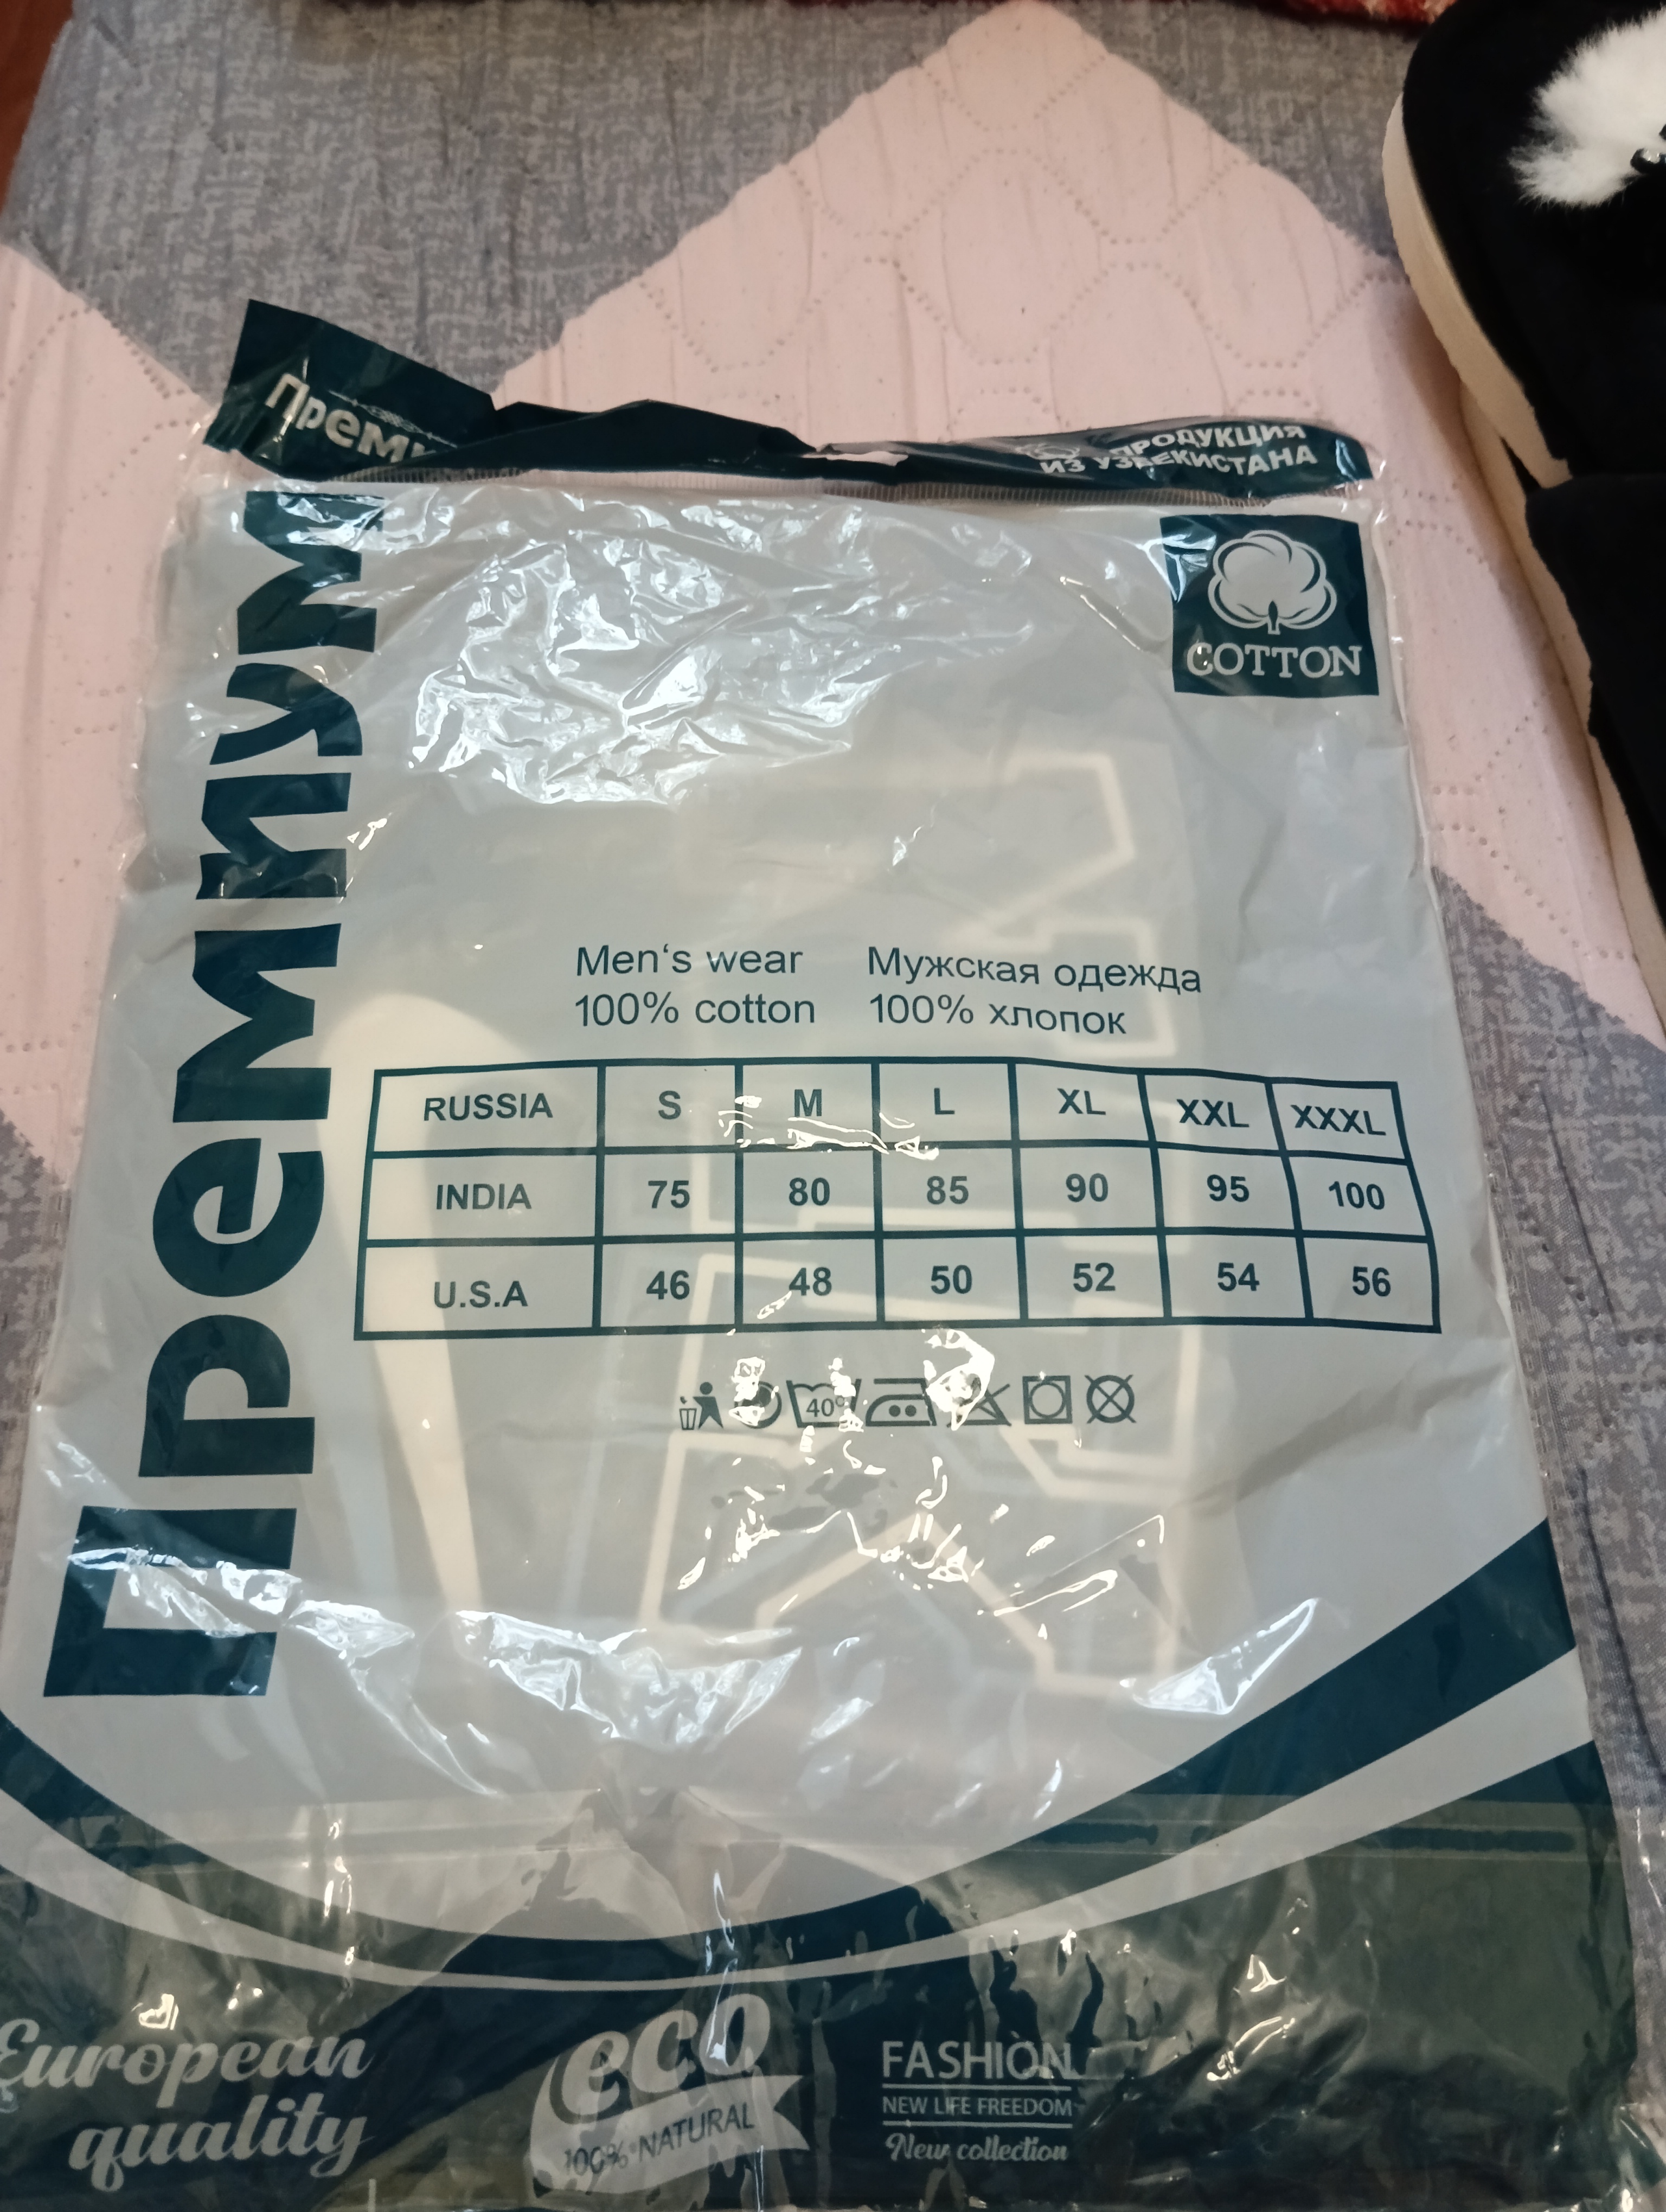 ПРОДУКЦИЯ
ИЗ УЗБЕКИСТАНА
Премиум
COTTON
Men‘s wear
100% cotton
Мужская одежда
100% хлопок
RUSSIA S M L XL XXL XXXL
INDIA 75 80 85 90 95 100
U.S.A 46 48 50 52 54 56
40°
European
quality
eco
100% NATURAL
FASHION
NEW LIFE FREEDOM
New collection